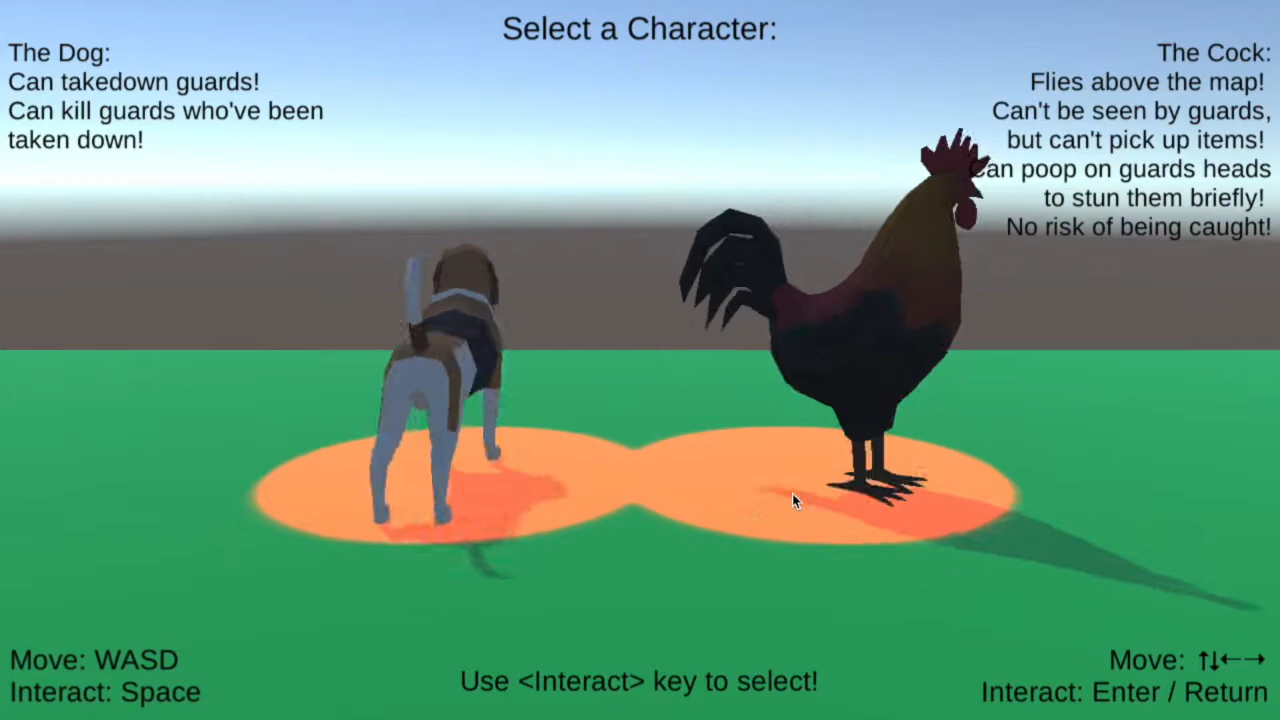 Select a Character:
The Dog:
Can takedown guards!
Can kill guards who've been
taken down!
The Cock:
Flies above the map!
Can't be seen by guards,
but can't pick up items!
Can poop on guards heads
to stun them briefly!
No risk of being caught!
Move: WASD
Interact: Space
Use <Interact> key to select!
Move: ↑↓←→
Interact: Enter / Return